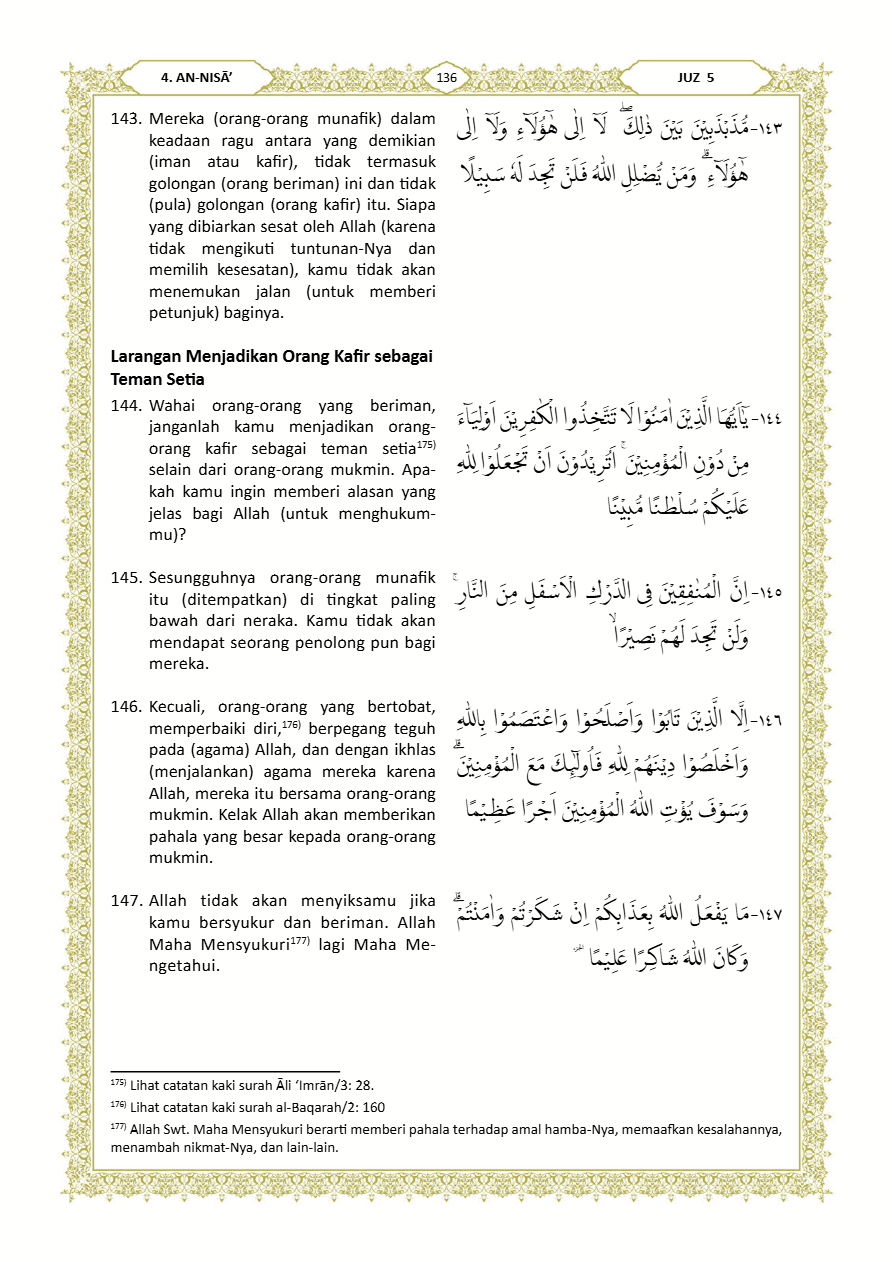 4. AN-NISĀ’
136
JUZ 5
143. Mereka (orang-orang munafik) dalam
keadaan ragu antara yang demikian
(iman atau kafir), tidak termasuk
golongan (orang beriman) ini dan tidak
(pula) golongan (orang kafir) itu. Siapa
yang dibiarkan sesat oleh Allah (karena
tidak mengikuti tuntunan-Nya dan
memilih kesesatan), kamu tidak akan
menemukan jalan (untuk memberi
petunjuk) baginya.
١٤٣-مُّذَبْذَبِيْنَ بَيْنَ ذٰلِكَۖ لَآ اِلٰى هٰٓؤُلَاۤءِ وَلَآ اِلٰى
هٰٓؤُلَاۤءِۗ وَمَنْ يُّضْلِلِ اللّٰهُ فَلَنْ تَجِدَ لَهٗ سَبِيْلًا
Larangan Menjadikan Orang Kafir sebagai
Teman Setia
144. Wahai orang-orang yang beriman,
janganlah kamu menjadikan orang-
orang kafir sebagai teman setia175)
selain dari orang-orang mukmin. Apa-
kah kamu ingin memberi alasan yang
jelas bagi Allah (untuk menghukum-
mu)?
١٤٤-يٰٓاَيُّهَا الَّذِيْنَ اٰمَنُوْا لَا تَتَّخِذُوا الْكٰفِرِيْنَ اَوْلِيَاۤءَ
مِنْ دُوْنِ الْمُؤْمِنِيْنَۚ اَتُرِيْدُوْنَ اَنْ تَجْعَلُوْا لِلّٰهِ
عَلَيْكُمْ سُلْطٰنًا مُّبِيْنًا
145. Sesungguhnya orang-orang munafik
itu (ditempatkan) di tingkat paling
bawah dari neraka. Kamu tidak akan
mendapat seorang penolong pun bagi
mereka.
١٤٥-اِنَّ الْمُنٰفِقِيْنَ فِى الدَّرْكِ الْاَسْفَلِ مِنَ النَّارِۚ
وَلَنْ تَجِدَ لَهُمْ نَصِيْرًاۙ
146. Kecuali, orang-orang yang bertobat,
memperbaiki diri,176) berpegang teguh
pada (agama) Allah, dan dengan ikhlas
(menjalankan) agama mereka karena
Allah, mereka itu bersama orang-orang
mukmin. Kelak Allah akan memberikan
pahala yang besar kepada orang-orang
mukmin.
١٤٦-اِلَّا الَّذِيْنَ تَابُوْا وَاَصْلَحُوْا وَاعْتَصَمُوْا بِاللّٰهِ
وَاَخْلَصُوْا دِيْنَهُمْ لِلّٰهِ فَاُولٰۤىِٕكَ مَعَ الْمُؤْمِنِيْنَۗ
وَسَوْفَ يُؤْتِ اللّٰهُ الْمُؤْمِنِيْنَ اَجْرًا عَظِيْمًا
147. Allah tidak akan menyiksamu jika
kamu bersyukur dan beriman. Allah
Maha Mensyukuri177) lagi Maha Me-
ngetahui.
١٤٧-مَا يَفْعَلُ اللّٰهُ بِعَذَابِكُمْ اِنْ شَكَرْتُمْ وَاٰمَنْتُمْۗ
وَكَانَ اللّٰهُ شَاكِرًا عَلِيْمًا
175) Lihat catatan kaki surah Āli ‘Imrān/3: 28.
176) Lihat catatan kaki surah al-Baqarah/2: 160
177) Allah Swt. Maha Mensyukuri berarti memberi pahala terhadap amal hamba-Nya, memaafkan kesalahannya,
menambah nikmat-Nya, dan lain-lain.